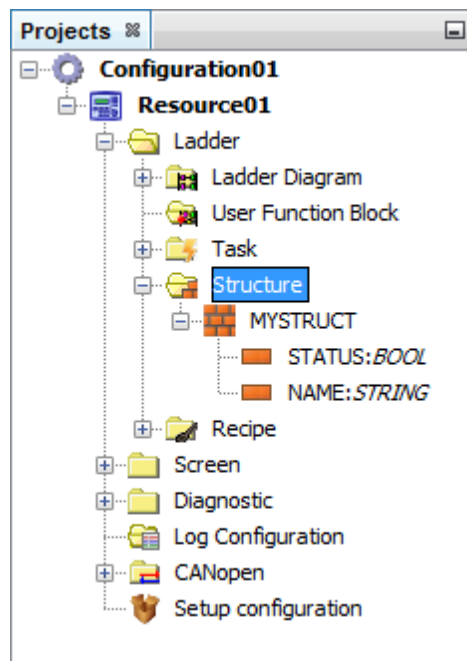 Projects
Configuration01
Resource01
Ladder
Ladder Diagram
User Function Block
Task
Structure
MYSTRUCT
STATUS:BOOL
NAME:STRING
Recipe
Screen
Diagnostic
Log Configuration
CANopen
Setup configuration